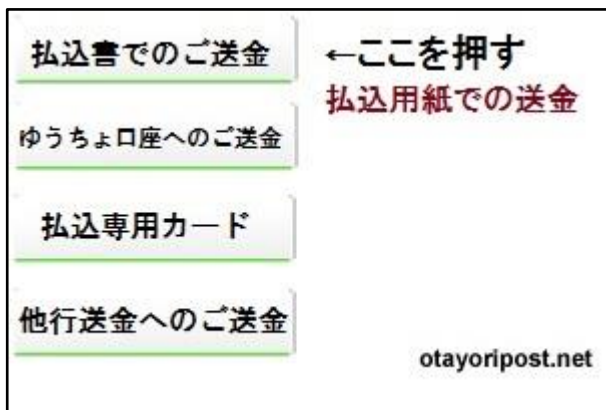 払込書でのご送金
←ここを押す
払込用紙での送金
ゆうちょ口座へのご送金
払込専用カード
他行送金へのご送金
otayoripost.net